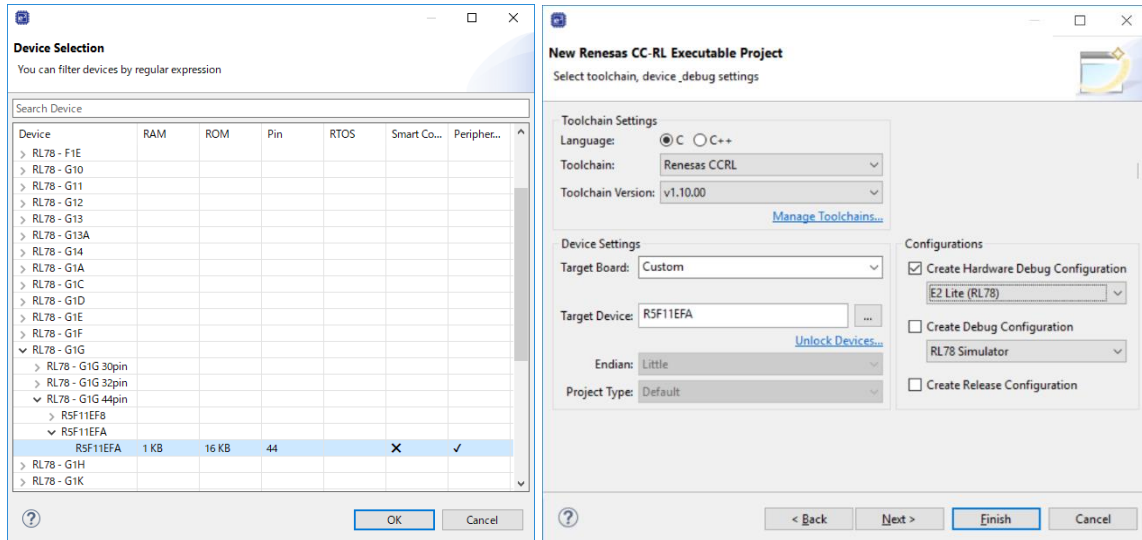 Device Selection
You can filter devices by regular expression
Search Device
Device RAM ROM Pin RTOS Smart Co... Peripher...
RL78 - F1E
RL78 - G10
RL78 - G11
RL78 - G12
RL78 - G13
RL78 - G13A
RL78 - G14
RL78 - G1A
RL78 - G1C
RL78 - G1D
RL78 - G1E
RL78 - G1F
RL78 - G1G
RL78 - G1G 30pin
RL78 - G1G 32pin
RL78 - G1G 44pin
R5F11EF8
R5F11EFA
R5F11EFA 1 KB 16 KB 44
RL78 - G1H
RL78 - G1K
OK Cancel
New Renesas CC-RL Executable Project
Select toolchain, device ,debug settings
Toolchain Settings
Language: C C++
Toolchain: Renesas CCRL
Toolchain Version: v1.10.00
Manage Toolchains...
Device Settings
Target Board: Custom
Target Device: R5F11EFA ...
Unlock Devices...
Endian: Little
Project Type: Default
Configurations
Create Hardware Debug Configuration
E2 Lite (RL78)
Create Debug Configuration
RL78 Simulator
Create Release Configuration
< Back Next > Finish Cancel